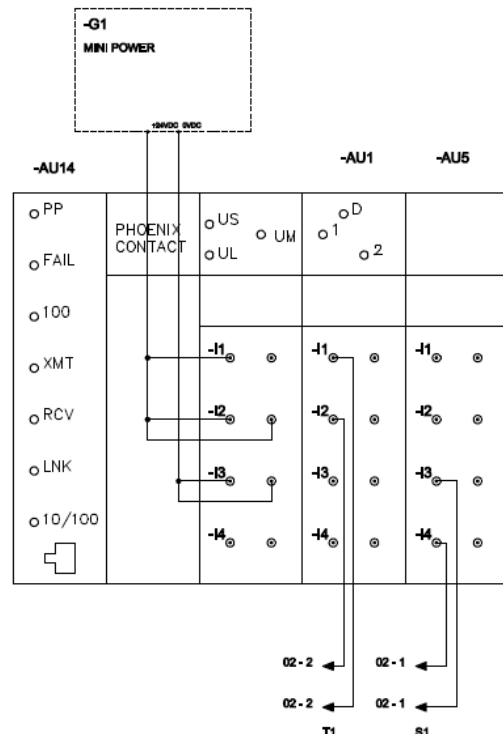 -G1
MINI POWER
+24VDC 0VDC
-AU14
-AU1
-AU5
PP
PHOENIX
CONTACT
US
UM
UL
D
1
2
FAIL
100
XMT
RCV
LNK
10/100
-I1
-I1
-I1
-I2
-I2
-I2
-I3
-I3
-I3
-I4
-I4
-I4
02 - 2
02 - 1
02 - 2
02 - 1
T1
S1